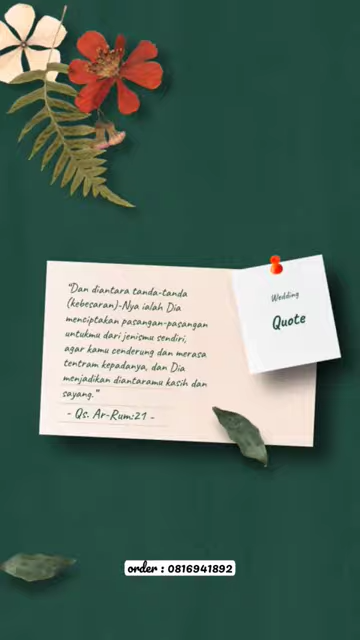 "Dan diantara tanda-tanda
(kebesaran)-Nya ialah Dia
menciptakan pasangan-pasangan
untukmu dari jenismu sendiri,
agar kamu cenderung dan merasa
tentram kepadanya, dan Dia
menjadikan diantaramu kasih dan
sayang."
- Qs. Ar-Rum:21 -
Wedding
Quote
order : 0816941892